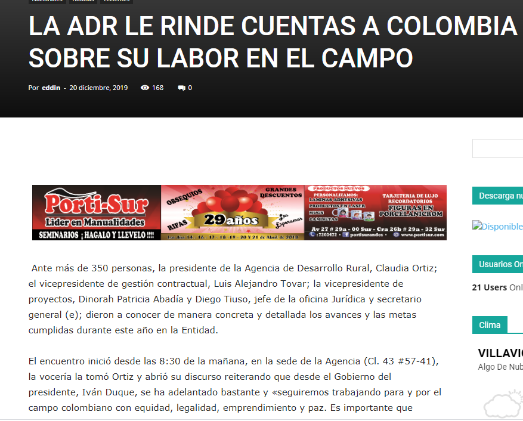 LA ADR LE RINDE CUENTAS A COLOMBIA
SOBRE SU LABOR EN EL CAMPO
Por eddin - 20 diciembre, 2019 168 0
Porti-Sur
Líder en Manualidades
SEMINARIOS ¡HAGALO Y LLEVELO!!!
OBSEQUIOS
RIFAS
29 años
GRANDES
DESCUENTOS
Los Esperamos
PERSONALIZAMOS:
TARJETERIA DE LUJO
RECORDATORIOS
FIGURAS EN
PORCELANICROM
Av 27 # 29a - 00 Sur - Cra 26b # 29a - 32 Sur
www.portisur.com
Descarga nu
Disponible
Usuarios On
21 Users Onl
Clima
VILLAVIC
Algo De Nub
Ante más de 350 personas, la presidente de la Agencia de Desarrollo Rural, Claudia Ortiz;
el vicepresidente de gestión contractual, Luis Alejandro Tovar; la vicepresidente de
proyectos, Dinorah Patricia Abadía y Diego Tiuso, jefe de la oficina Jurídica y secretario
general (e); dieron a conocer de manera concreta y detallada los avances y las metas
cumplidas durante este año en la Entidad.
El encuentro inició desde las 8:30 de la mañana, en la sede de la Agencia (Cl. 43 #57-41),
la vocería la tomó Ortiz y abrió su discurso reiterando que desde el Gobierno del
presidente, Iván Duque, se ha adelantado bastante y «seguiremos trabajando para y por el
campo colombiano con equidad, legalidad, emprendimiento y paz. Es importante que